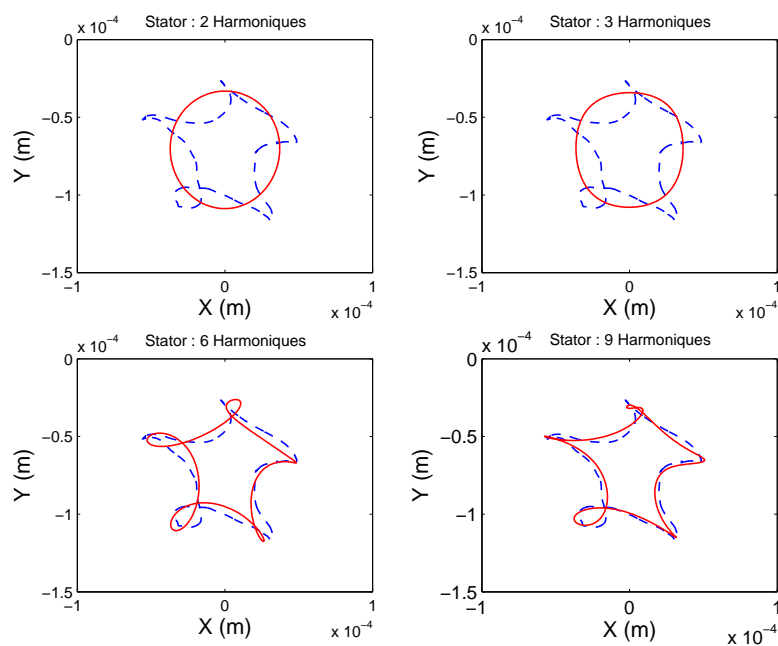 x 10⁻⁴
Stator : 2 Harmoniques
0
−0.5
−1
−1.5
Y (m)
−1
0
1
X (m)
x 10⁻⁴
x 10⁻⁴
Stator : 3 Harmoniques
0
−0.5
−1
−1.5
Y (m)
−1
0
1
X (m)
x 10⁻⁴
x 10⁻⁴
Stator : 6 Harmoniques
0
−0.5
−1
−1.5
Y (m)
−1
0
1
X (m)
x 10⁻⁴
x 10⁻⁴
Stator : 9 Harmoniques
0
−0.5
−1
−1.5
Y (m)
−1
0
1
X (m)
x 10⁻⁴